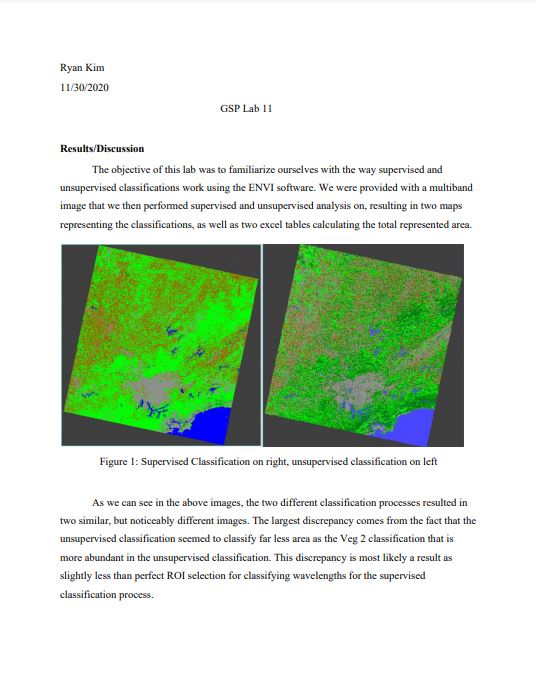 Ryan Kim
11/30/2020
GSP Lab 11
Results/Discussion
The objective of this lab was to familiarize ourselves with the way supervised and
unsupervised classifications work using the ENVI software. We were provided with a multiband
image that we then performed supervised and unsupervised analysis on, resulting in two maps
representing the classifications, as well as two excel tables calculating the total represented area.
Figure 1: Supervised Classification on right, unsupervised classification on left
As we can see in the above images, the two different classification processes resulted in
two similar, but noticeably different images. The largest discrepancy comes from the fact that the
unsupervised classification seemed to classify far less area as the Veg 2 classification that is
more abundant in the unsupervised classification. This discrepancy is most likely a result as
slightly less than perfect ROI selection for classifying wavelengths for the supervised
classification process.